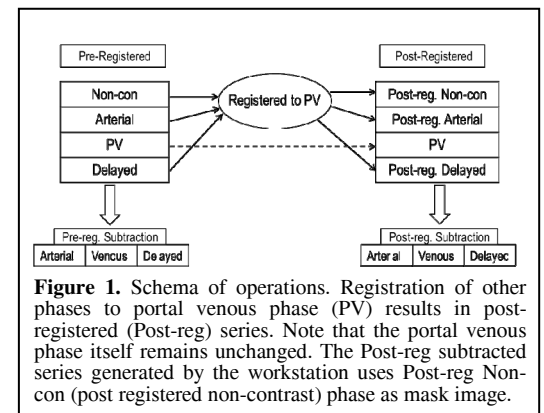 Pre-Registered
Post-Registered
Non-con
Arterial
PV
Delayed
Registered to PV
Post-reg. Non-con
Post-reg. Arterial
PV
Post-reg. Delayed
Pre-reg. Subtraction
Arterial Venous Delayed
Post-reg. Subtraction
Arterial Venous Delayed
Figure 1. Schema of operations. Registration of other
phases to portal venous phase (PV) results in post-
registered (Post-reg) series. Note that the portal venous
phase itself remains unchanged. The Post-reg subtracted
series generated by the workstation uses Post-reg Non-
con (post registered non-contrast) phase as mask image.